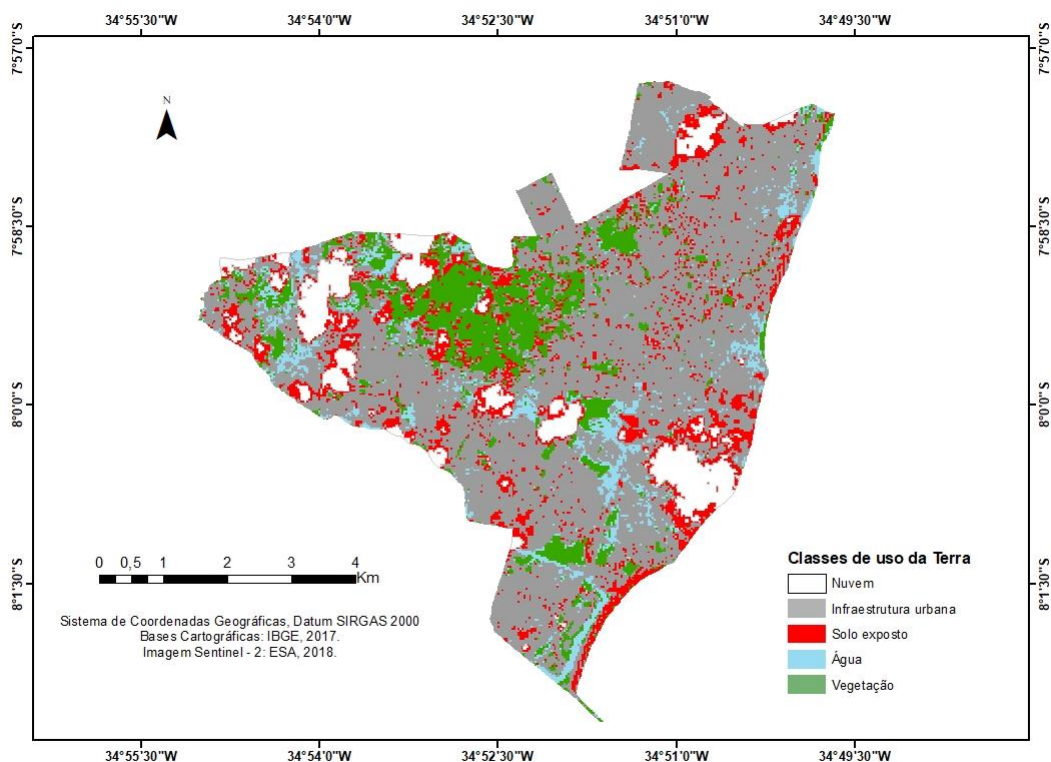 34°55'30"W 34°54'0"W 34°52'30"W 34°51'0"W 34°49'30"W
7°57'0"S 7°57'0"S
N
7°58'30"S 7°58'30"S
8°0'0"S 8°0'0"S
8°1'30"S 8°1'30"S
0 0,5 1 2 3 4
Km
Sistema de Coordenadas Geográficas, Datum SIRGAS 2000
Bases Cartográficas: IBGE, 2017.
Imagem Sentinel - 2: ESA, 2018.
Classes de uso da Terra
Nuvem
Infraestrutura urbana
Solo exposto
Água
Vegetação
34°55'30"W 34°54'0"W 34°52'30"W 34°51'0"W 34°49'30"W